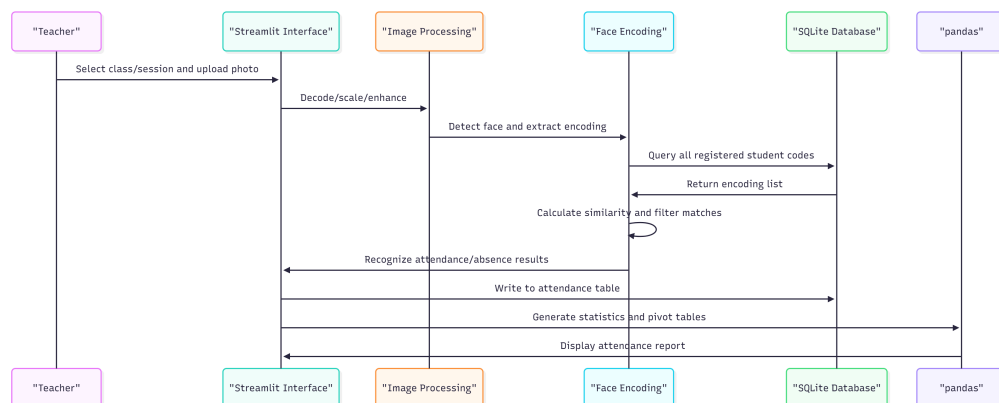 "Teacher"
"Streamlit Interface"
"Image Processing"
"Face Encoding"
"SQLite Database"
"pandas"
Select class/session and upload photo
Decode/scale/enhance
Detect face and extract encoding
Query all registered student codes
Return encoding list
Calculate similarity and filter matches
Recognize attendance/absence results
Write to attendance table
Generate statistics and pivot tables
Display attendance report
"Teacher"
"Streamlit Interface"
"Image Processing"
"Face Encoding"
"SQLite Database"
"pandas"